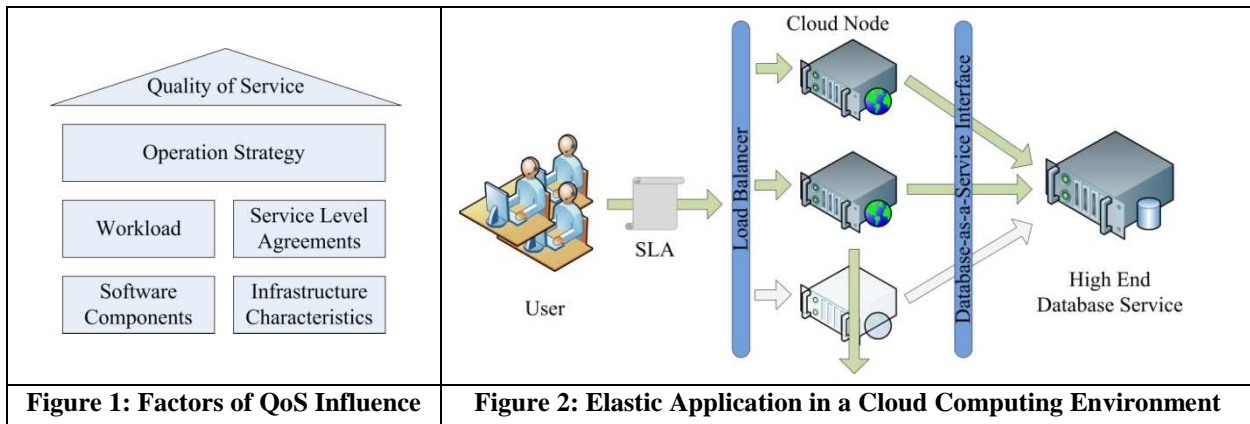 Quality of Service
Operation Strategy
Workload
Service Level
Agreements
Software
Components
Infrastructure
Characteristics
Figure 1: Factors of QoS Influence
User
SLA
Load Balancer
Cloud Node
Database-as-a-Service Interface
High End
Database Service
Figure 2: Elastic Application in a Cloud Computing Environment